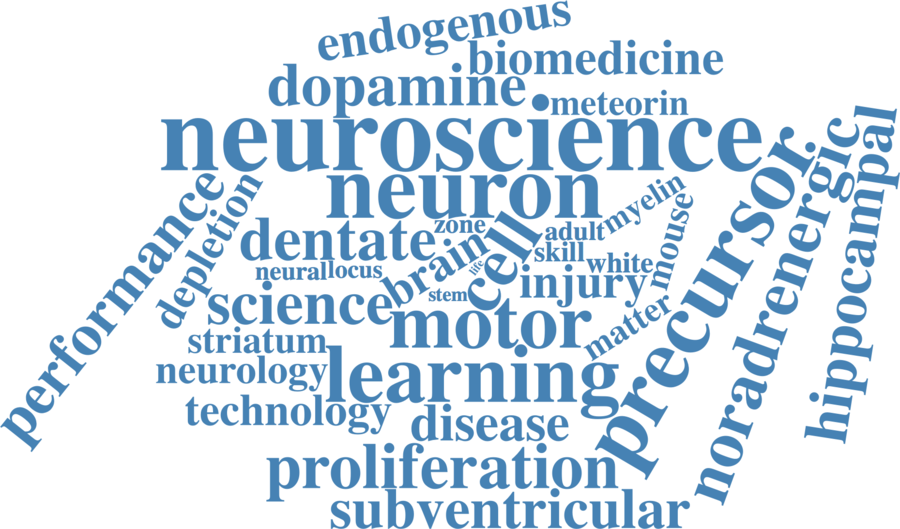 endogenous
biomedicine
dopamine
meteorin
neuroscience
neuron
precursor
noradrenergic
hippocampal
performance
depletion
dentate
zone
adult
myelin
mouse
brain
cell
skill
white
neural
locus
life
stem
injury
science
motor
matter
striatum
neurology
learning
technology
disease
proliferation
subventricular